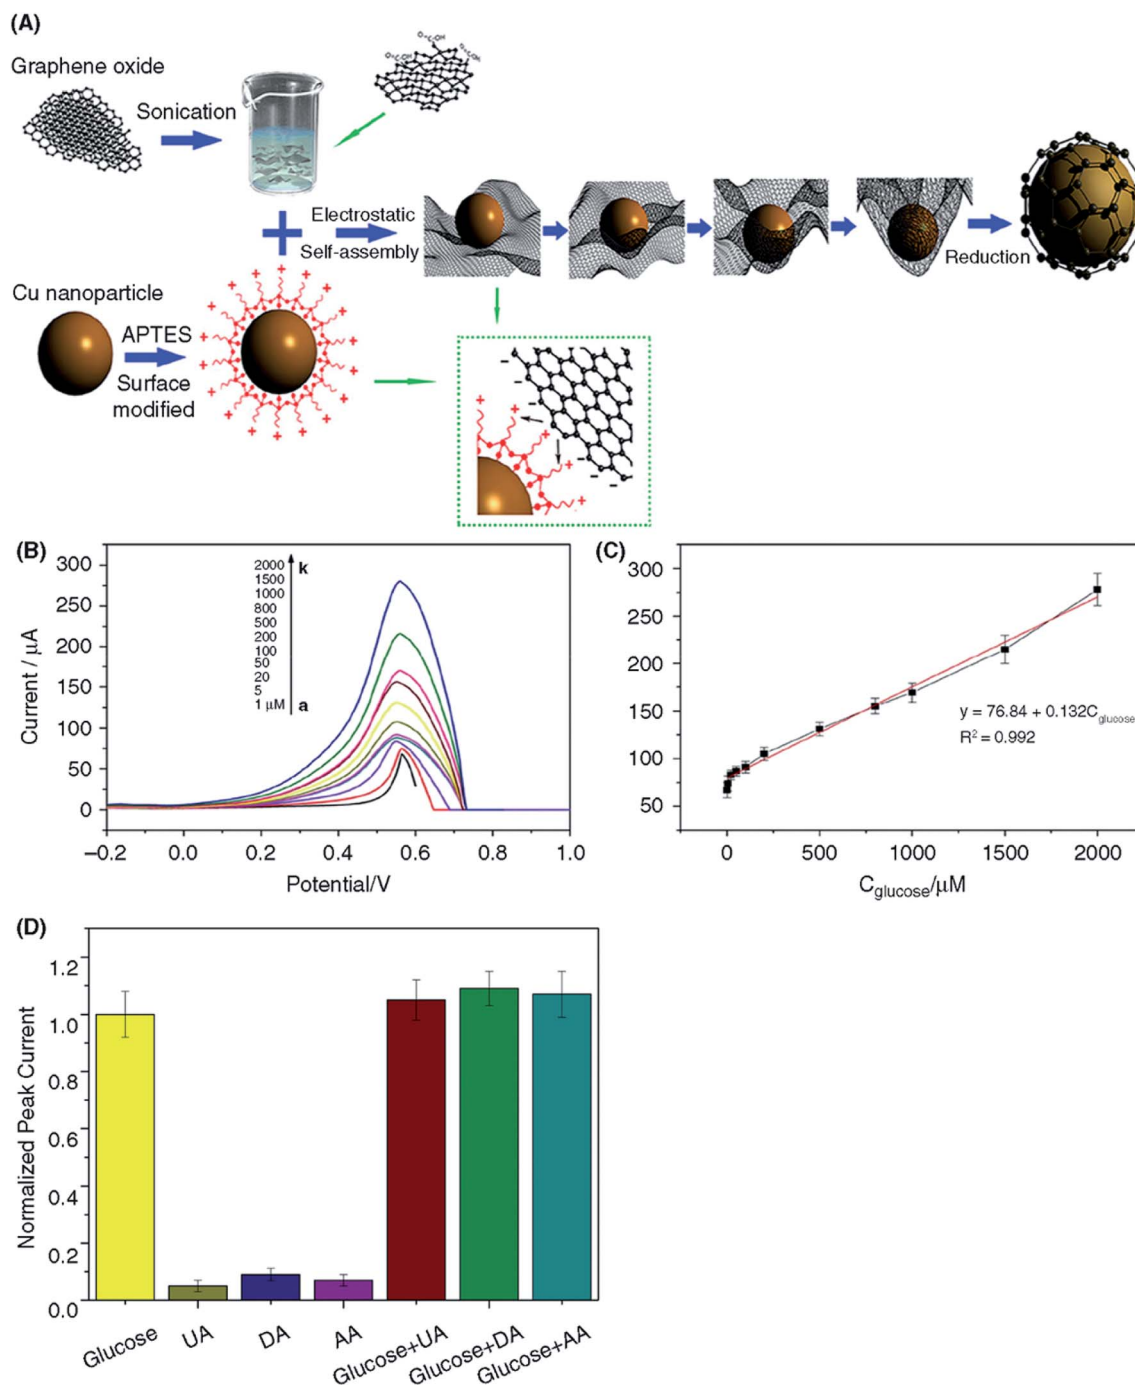 (A)
Graphene oxide
Sonication
O
C
OH
O
C
OH
O
C
OH
Electrostatic
Self-assembly
Reduction
Cu nanoparticle
APTES
Surface
modified
(B)
300
250
200
150
100
50
0
Current / μA
2000
1500
1000
800
500
200
100
50
20
5
1 μM
k
a
–0.2
0.0
0.2
0.4
0.6
0.8
1.0
Potential/V
(C)
300
250
200
150
100
50
y = 76.84 + 0.132Cglucose
R² = 0.992
0
500
1000
1500
2000
Cglucose/μM
(D)
1.2
1.0
0.8
0.6
0.4
0.2
0.0
Normalized Peak Current
Glucose
UA
DA
AA
Glucose+UA
Glucose+DA
Glucose+AA